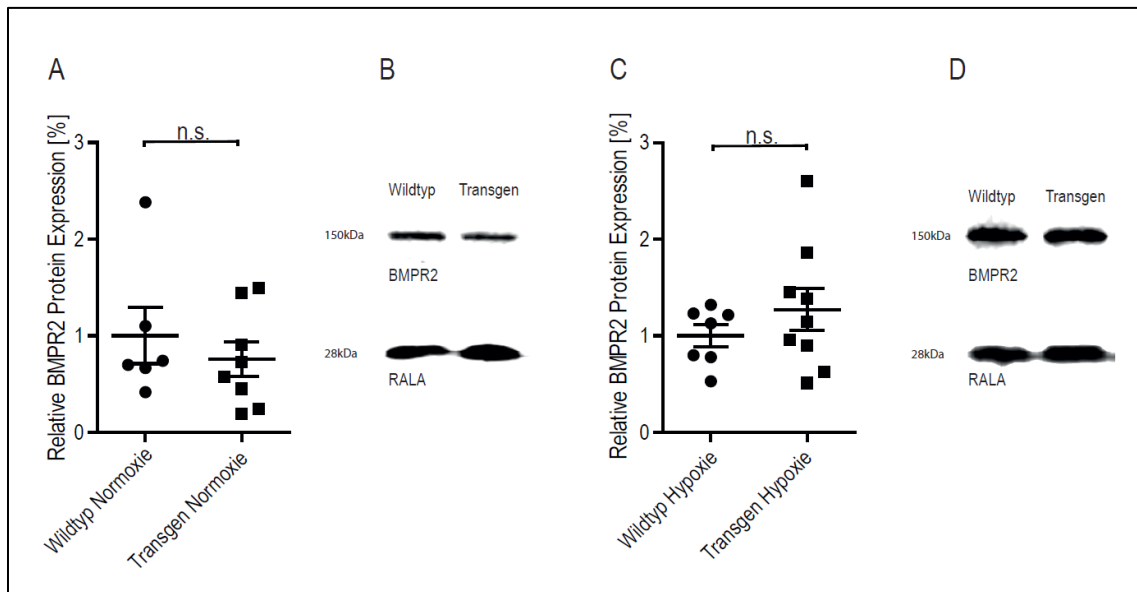 A
Relative BMPR2 Protein Expression [%]
3
2
1
0
n.s.
Wildtyp Normoxie
Transgen Normoxie
B
Wildtyp Transgen
150kDa
BMPR2
28kDa
RALA
C
Relative BMPR2 Protein Expression [%]
3
2
1
0
n.s.
Wildtyp Hypoxie
Transgen Hypoxie
D
Wildtyp Transgen
150kDa
BMPR2
28kDa
RALA